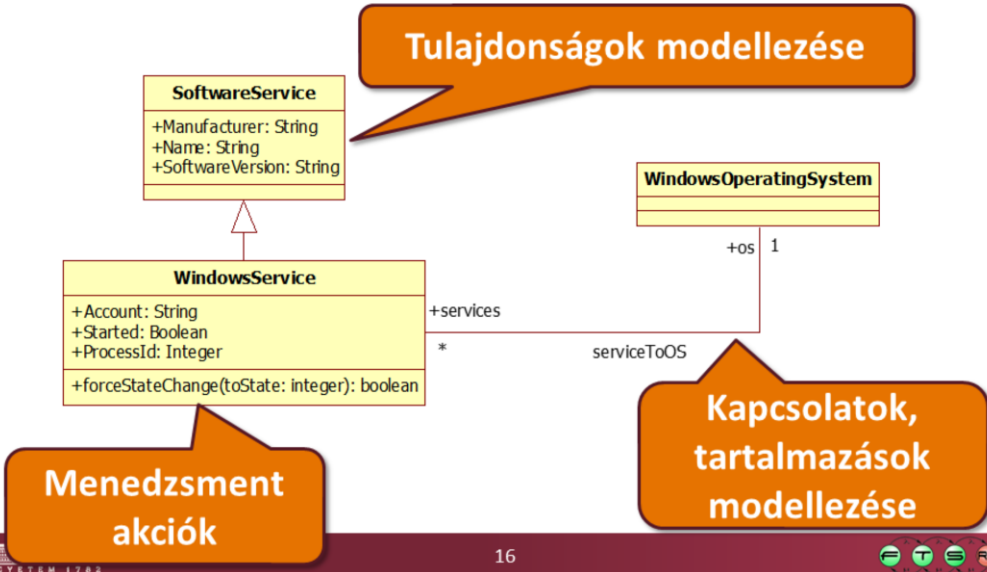 Tulajdonságok modellezése
SoftwareService
+Manufacturer: String
+Name: String
+SoftwareVersion: String
WindowsOperatingSystem
+os 1
WindowsService
+Account: String
+Started: Boolean
+ProcessId: Integer
+forceStateChange(toState: integer): boolean
+services
*
serviceToOS
Kapcsolatok,
tartalmazások
modellezése
Menedzsment
akciók
16
F T S R